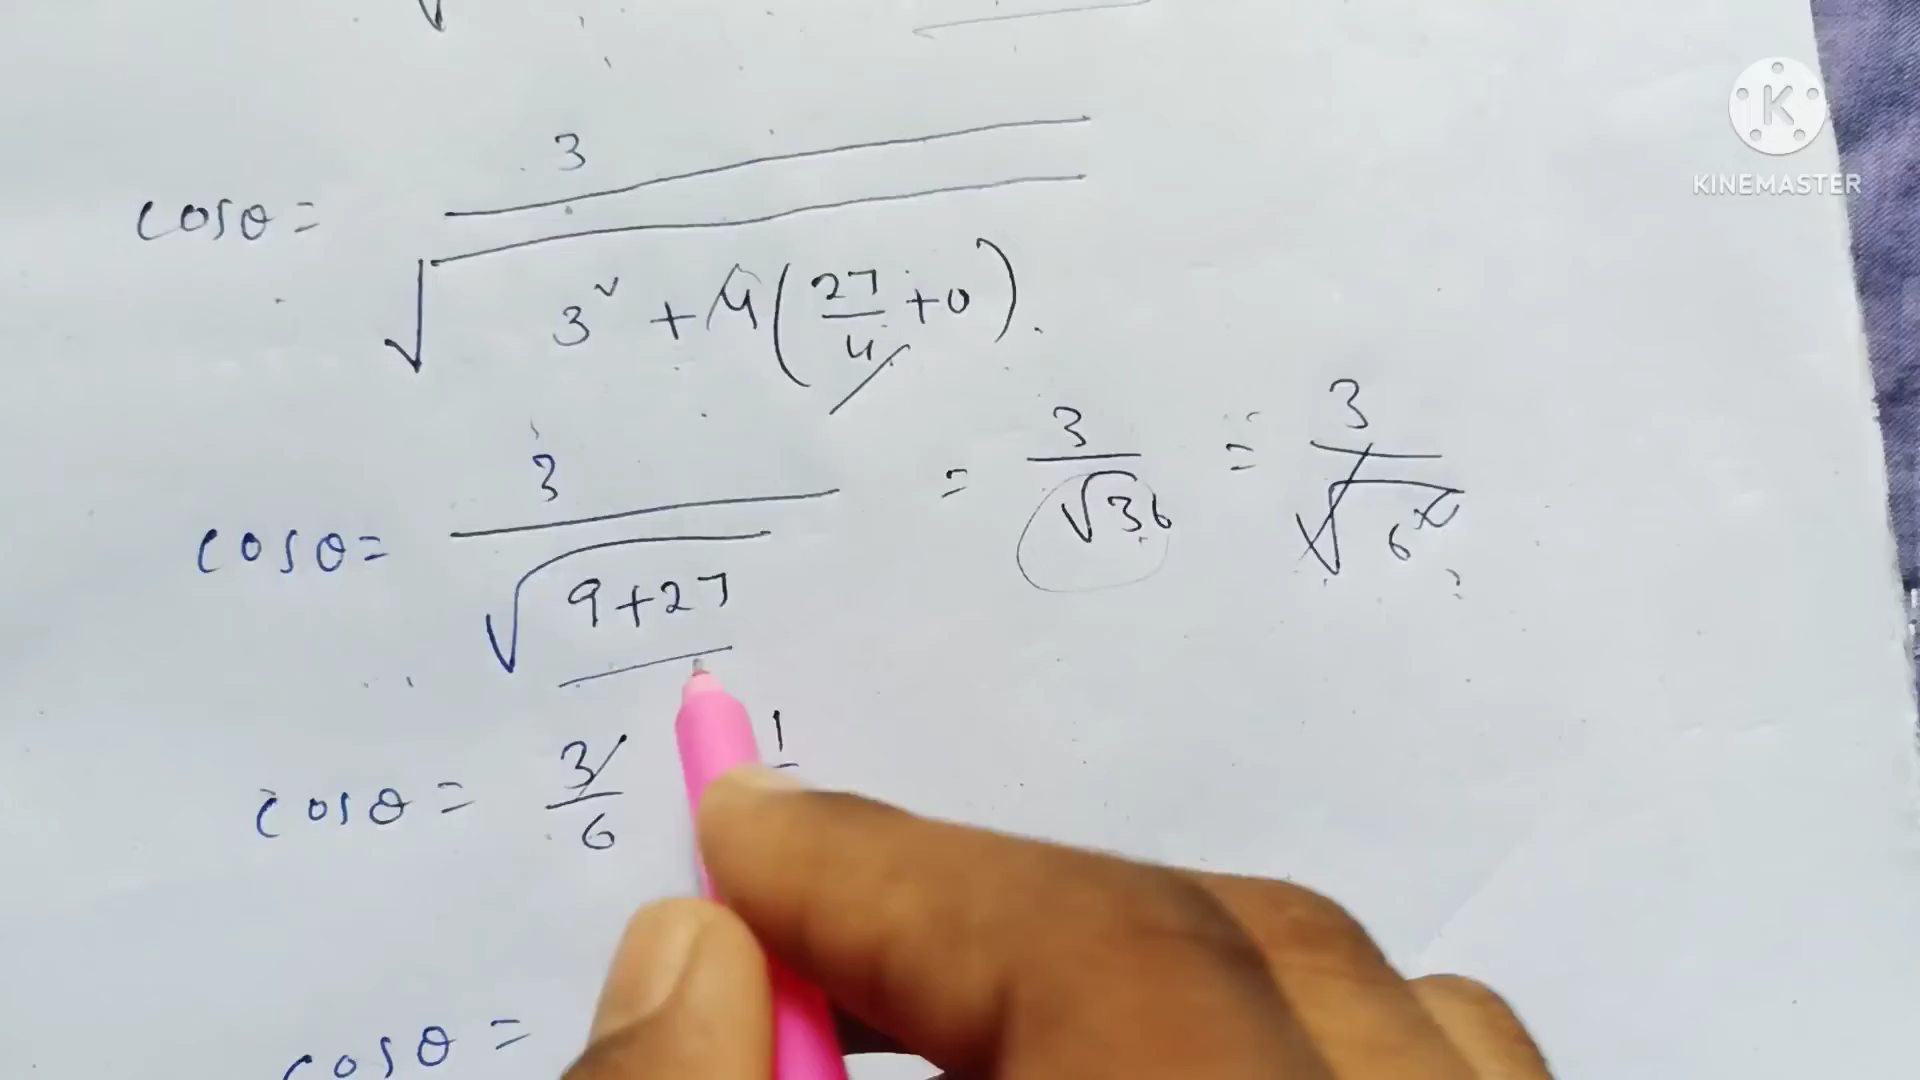 KINEMASTER
cosθ = 3 / √(3² + 4(27/4 + 0))
cosθ = 3 / √(9+27) = 3 / √36 = 3 / √6²
cosθ = 3/6 1
cosθ =